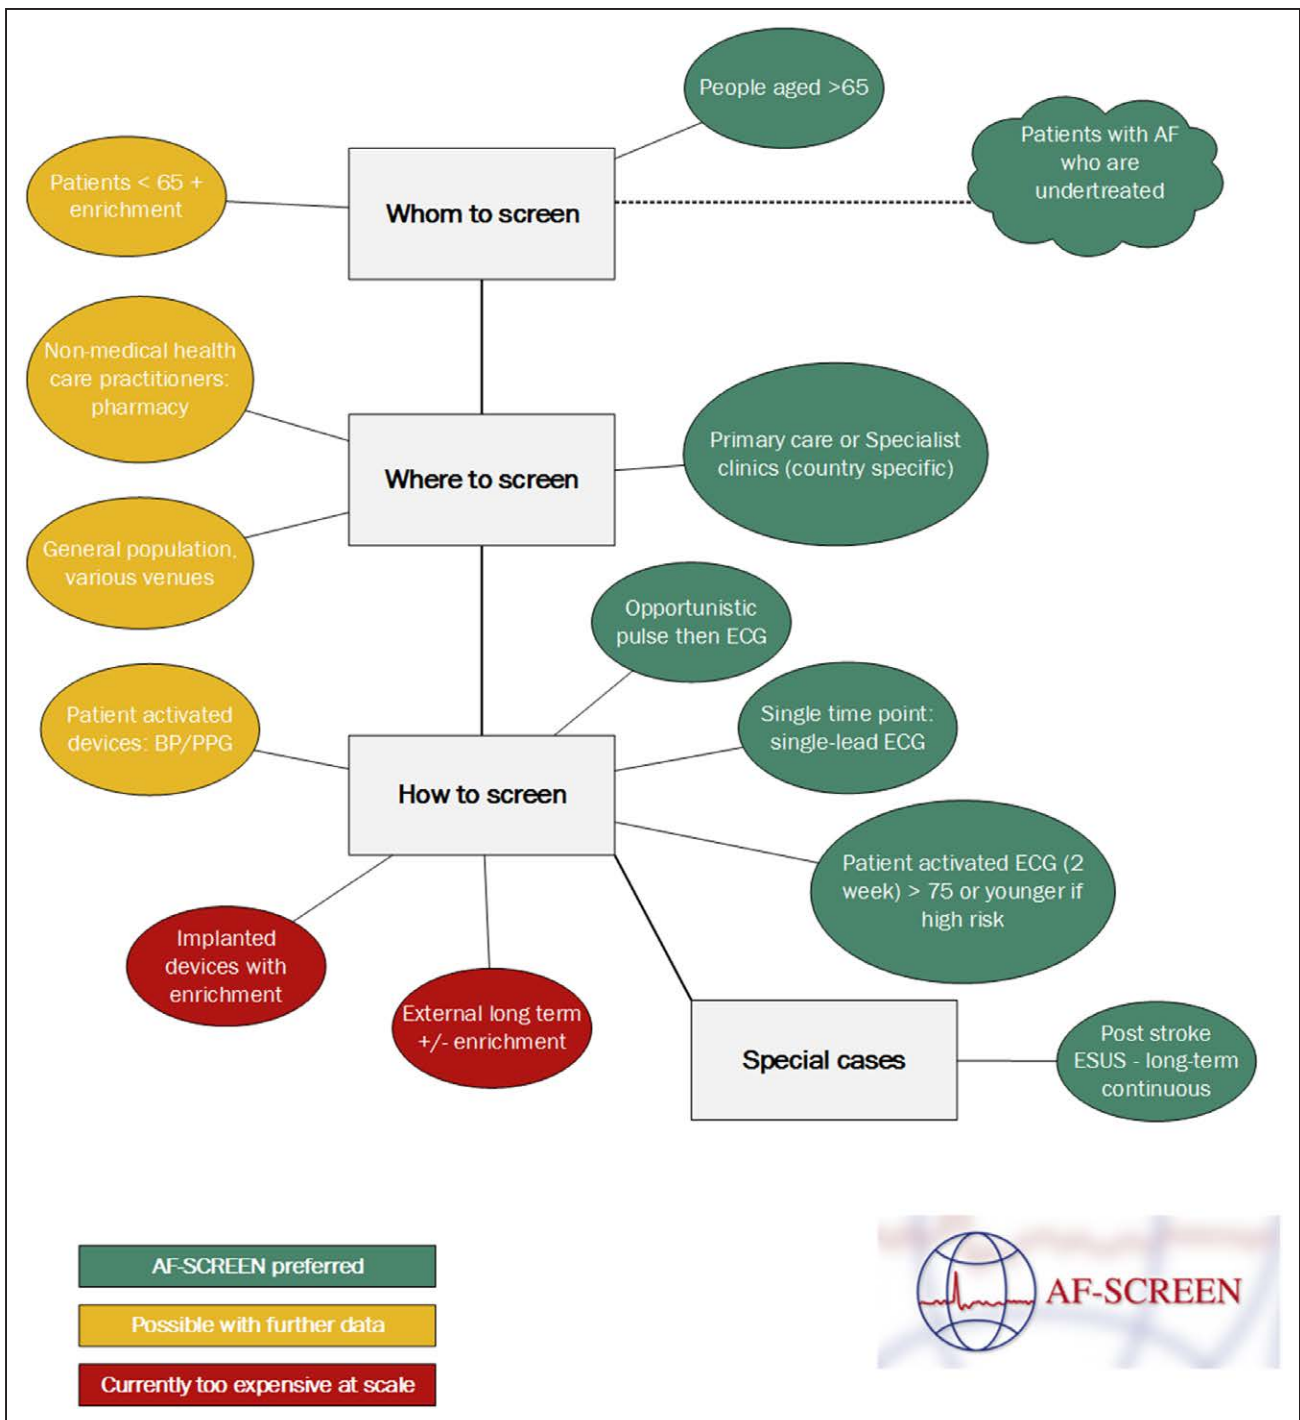 People aged >65
Patients with AF
who are
undertreated
Patients < 65 +
enrichment
Whom to screen
Non-medical health
care practitioners:
pharmacy
Primary care or Specialist
clinics (country specific)
Where to screen
General population,
various venues
Opportunistic
pulse then ECG
Patient activated
devices: BP/PPG
Single time point:
single-lead ECG
How to screen
Patient activated ECG (2
week) > 75 or younger if
high risk
Implanted
devices with
enrichment
External long term
+/- enrichment
Special cases
Post stroke
ESUS - long-term
continuous
AF-SCREEN preferred
Possible with further data
Currently too expensive at scale
AF-SCREEN